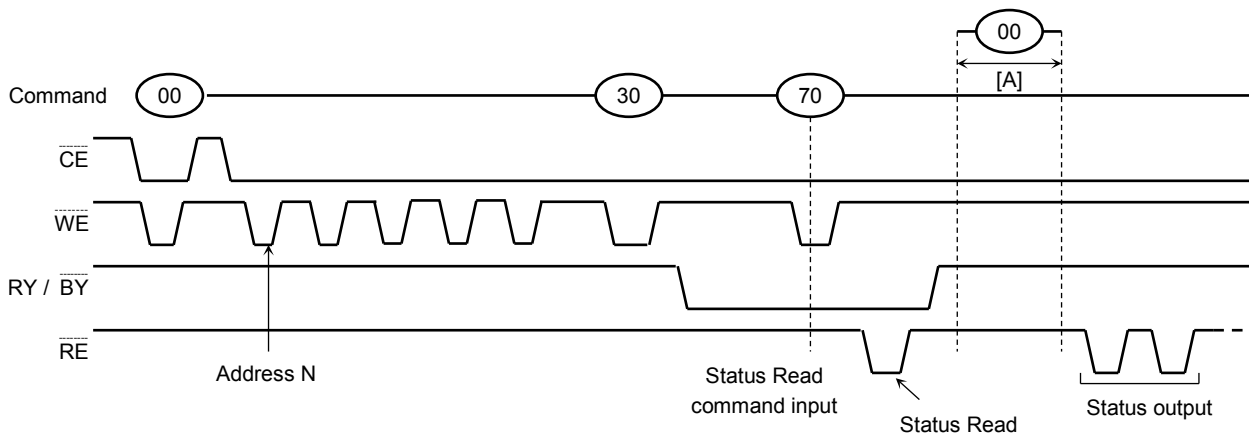 00
[A]
Command 00 30 70
CE
WE
RY / BY
RE
Address N
Status Read
command input
Status Read
Status output